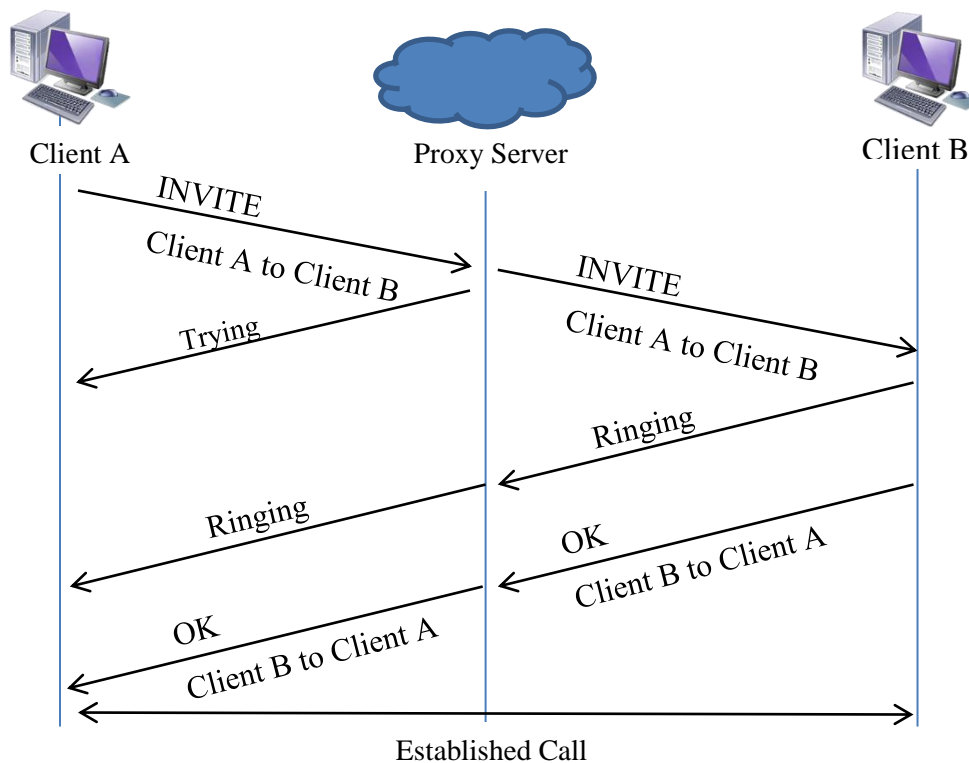 Client A
Proxy Server
Client B
INVITE
Client A to Client B
INVITE
Client A to Client B
Trying
Ringing
Ringing
OK
Client B to Client A
OK
Client B to Client A
Established Call